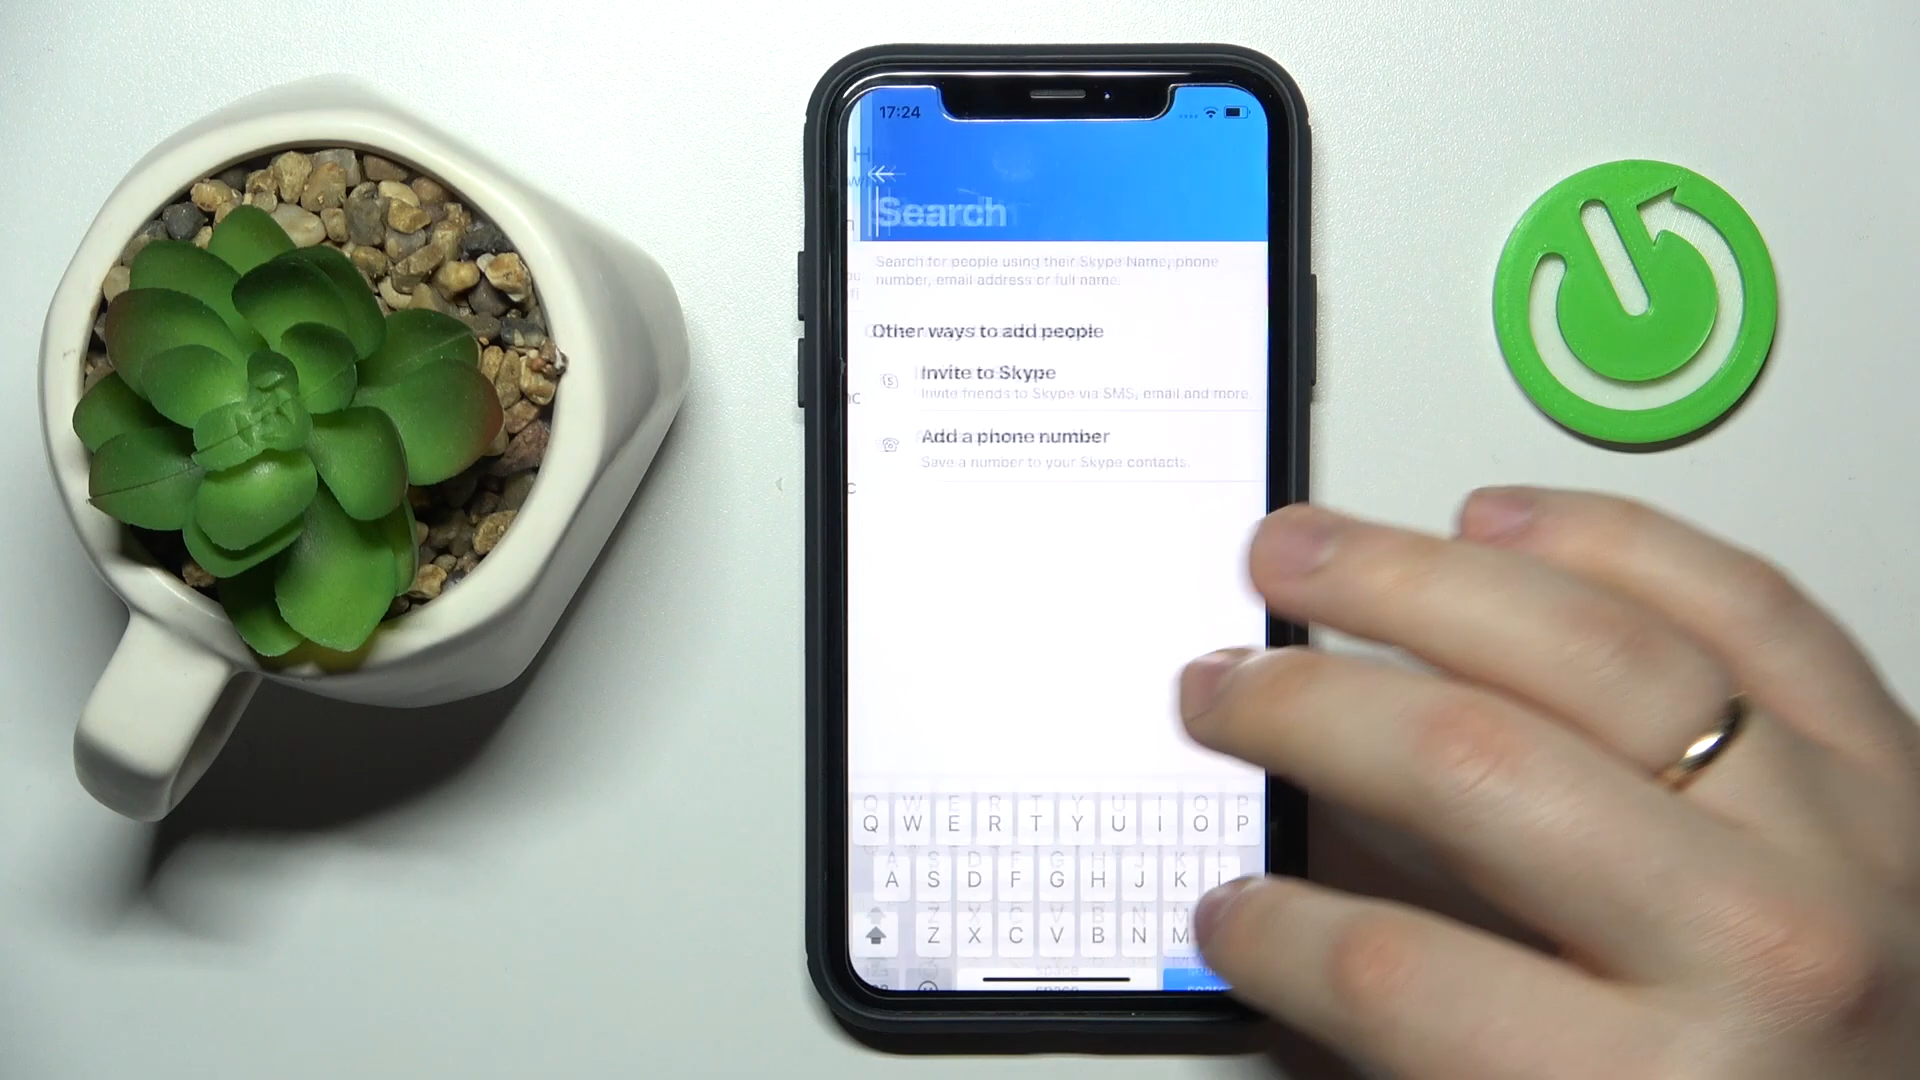 17:24
Search
Search for people using their Skype Name, phone
number, email address or full name.
Other ways to add people
Invite to Skype
Invite friends to Skype via SMS, email and more.
Add a phone number
Save a number to your Skype contacts.
Q W E R T Y U I O P
A S D F G H J K L
Z X C V B N M
space